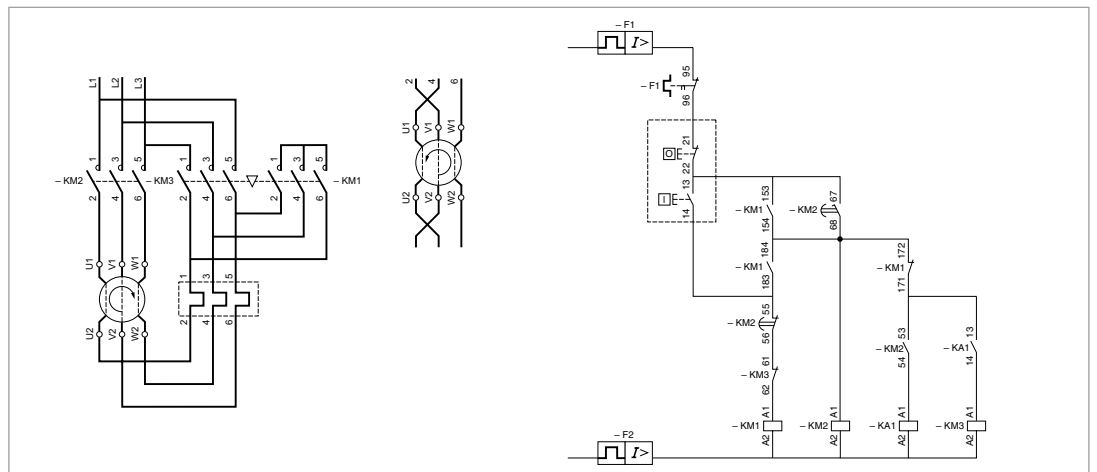 L1 L2 L3
1 3 5 1 3 5 1 3 5
– KM2 – KM3 – KM1
2 4 6 2 4 6 2 4 6
U1 V1 W1 1 3 5
U2 V2 W2 2 4 6
2 4 6
U1 V1 W1
U2 V2 W2
– F1
I>
– F1 95 96
O 21 22
I 13 14
– KM1 153 154
– KM2 67 68
– KM1 184 183
– KM1 172 171
– KM2 55 56
– KM2 53 54
– KA1 13 14
– KM3 61 62
– KM1 A1 A2
– KM2 A1 A2
– KA1 A1 A2
– KM3 A1 A2
– F2
I>